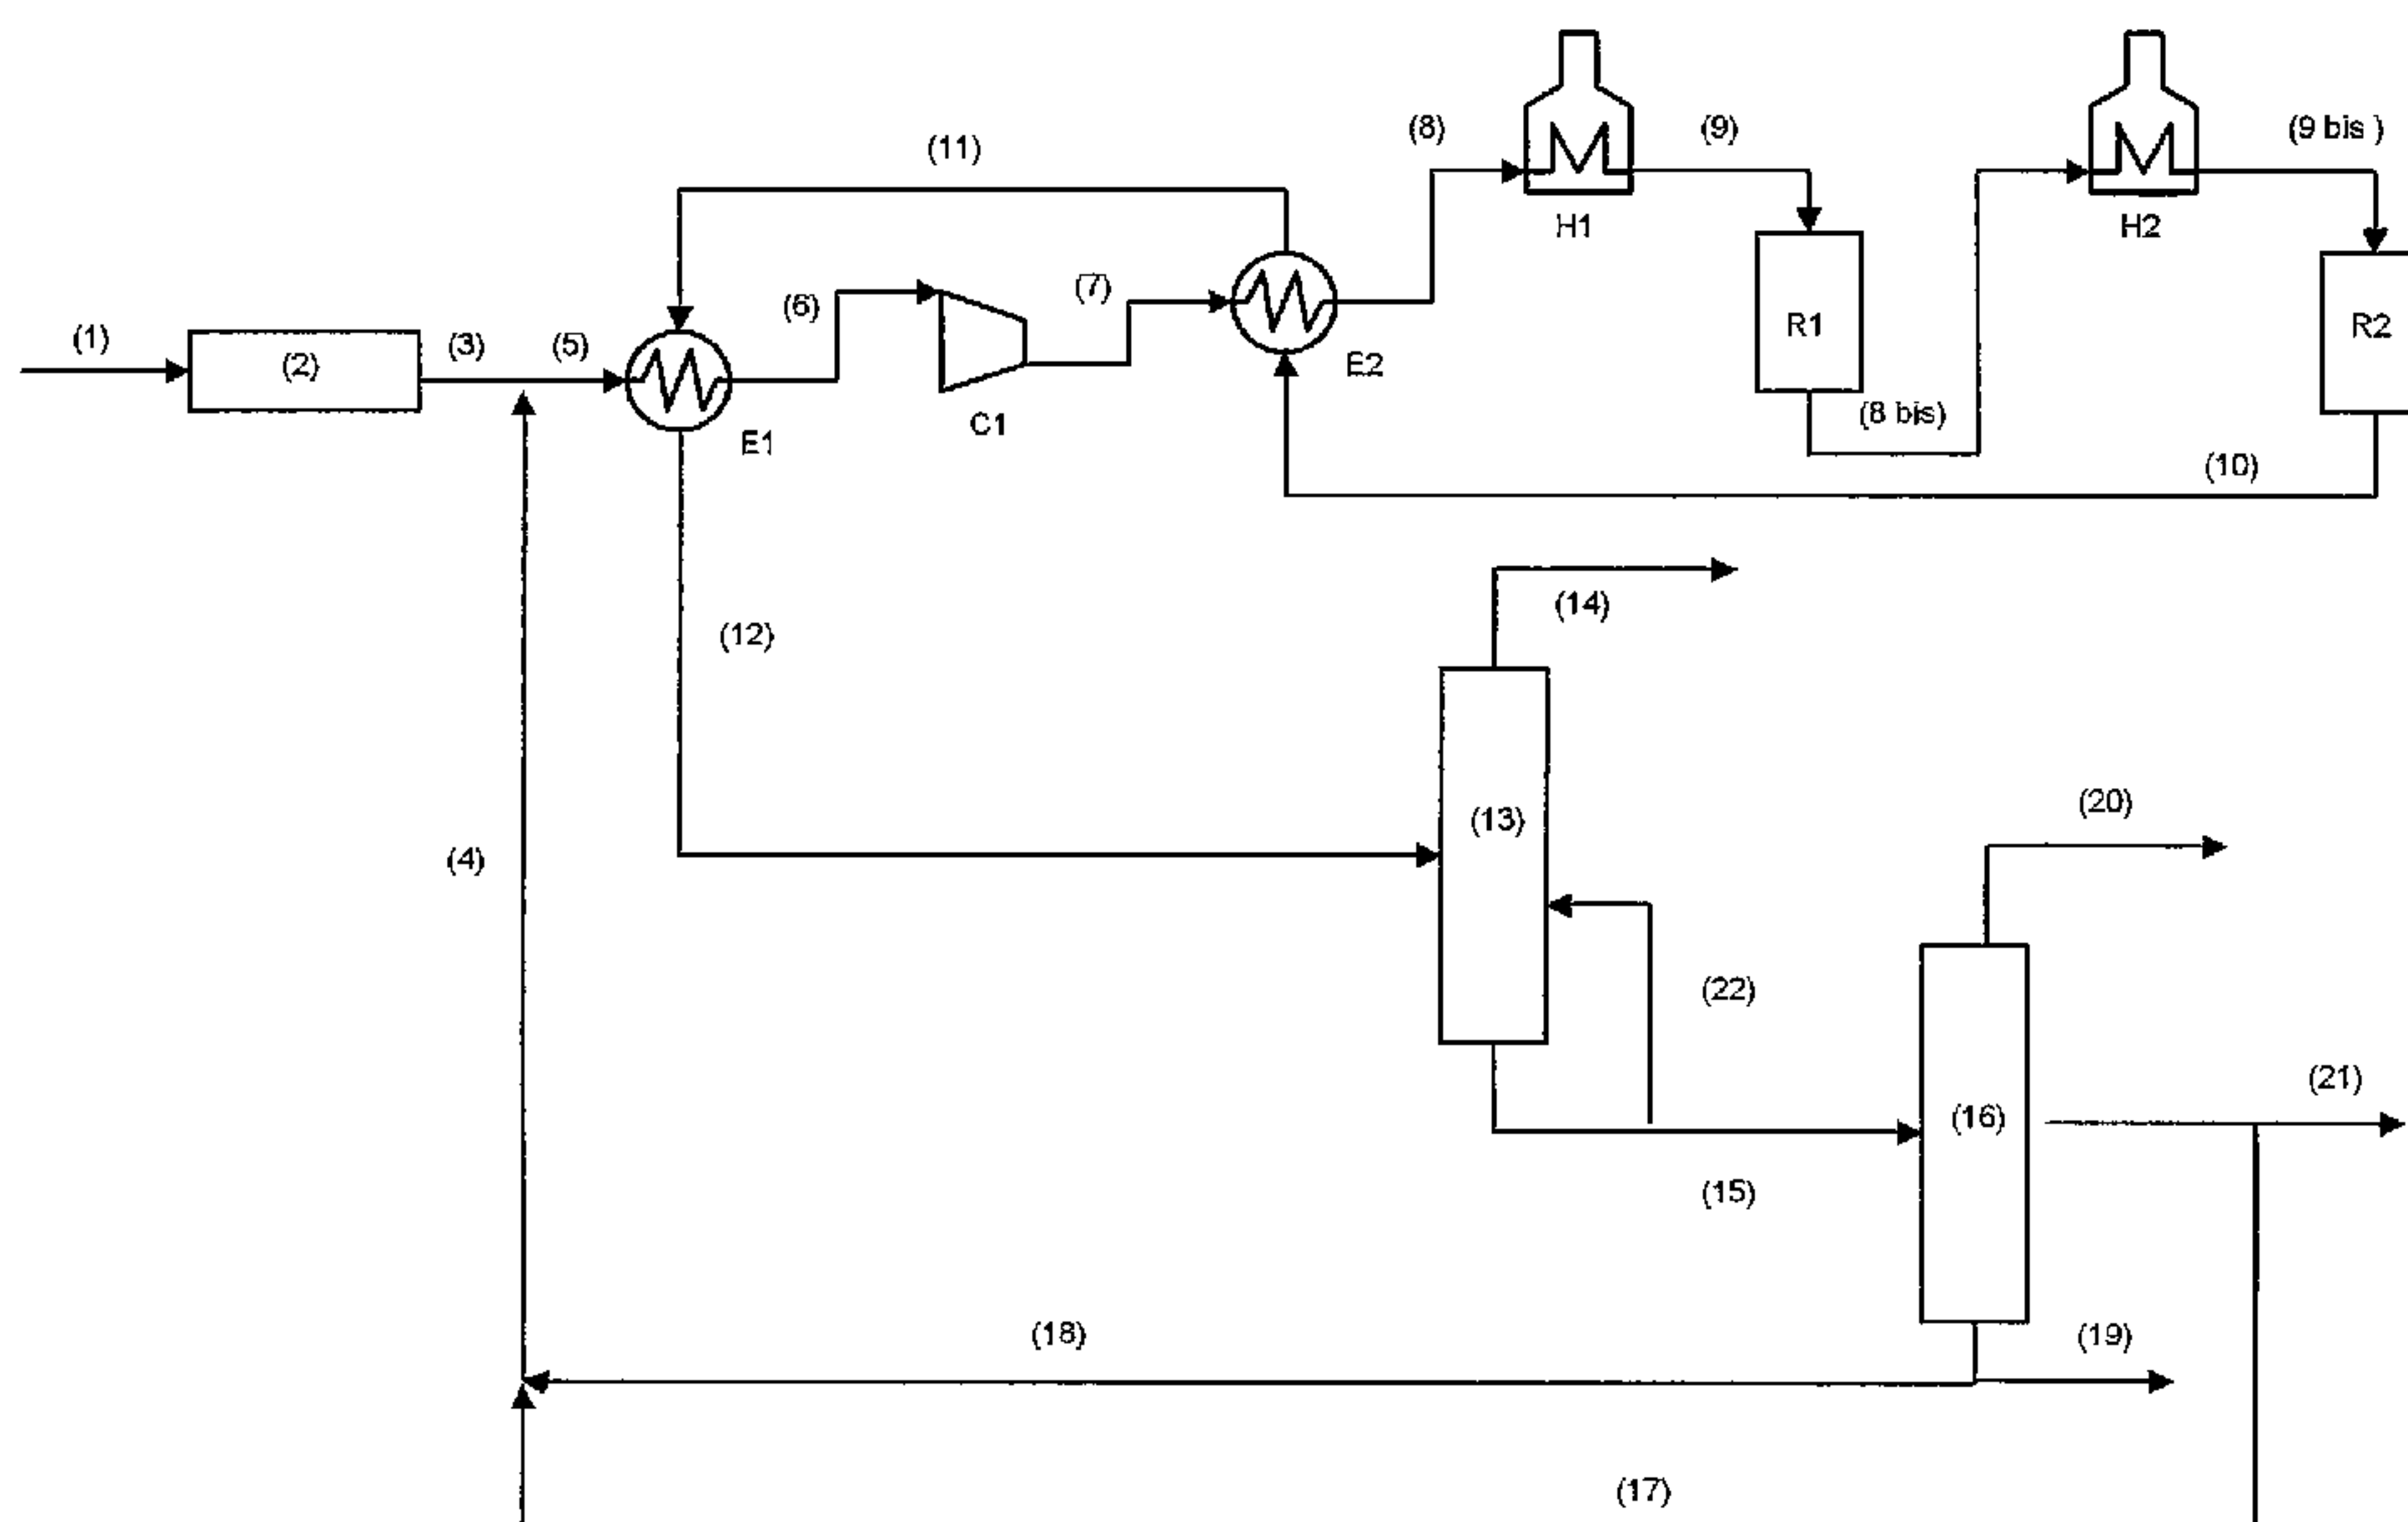 (8)
(9)
(9 bis )
(11)
H1
H2
(7)
(6)
R1
R2
(1)
(2)
(3)
(5)
E2
C1
E1
(8 bis)
(10)
(14)
(12)
(13)
(20)
(4)
(22)
(21)
(16)
(15)
(18)
(19)
(17)